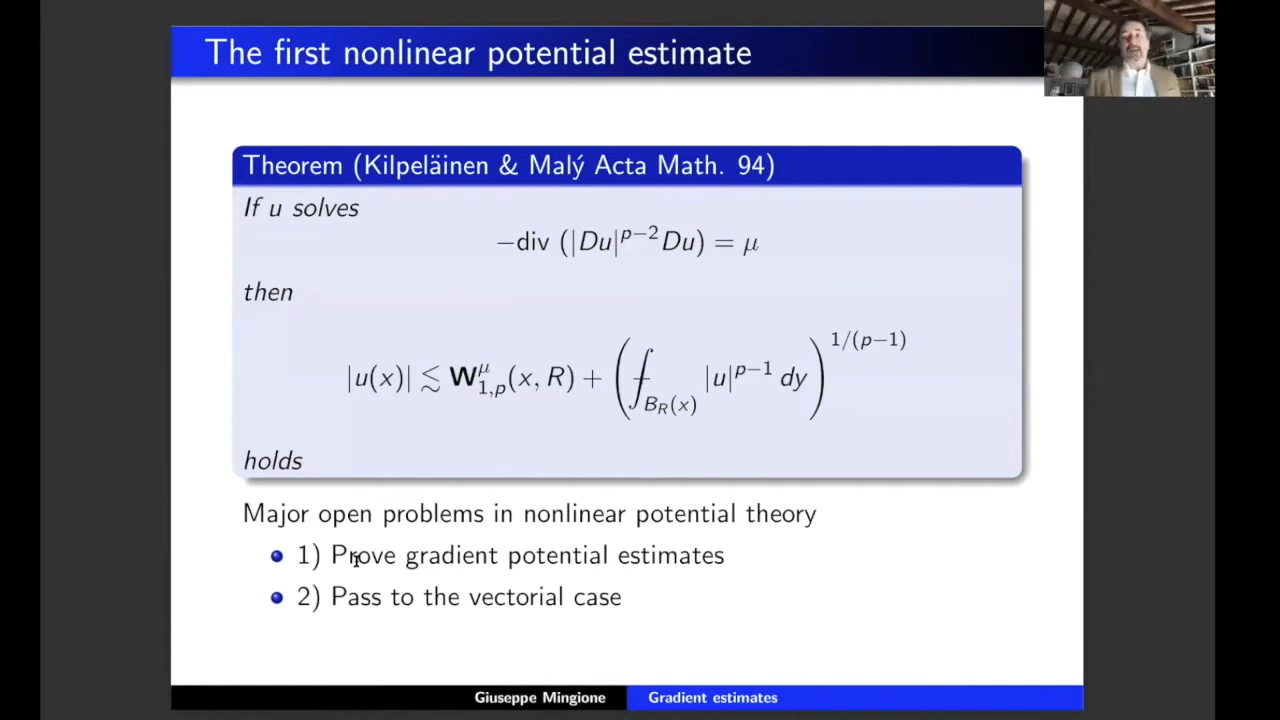 The first nonlinear potential estimate
Theorem (Kilpeläinen & Malý Acta Math. 94)
If u solves
−div (|Du|^{p−2}Du) = μ
then
|u(x)| ≲ W^μ_{1,p}(x, R) + (⨍_{B_R(x)} |u|^{p−1} dy)^{1/(p−1)}
holds
Major open problems in nonlinear potential theory
1) Prove gradient potential estimates
2) Pass to the vectorial case
Giuseppe Mingione Gradient estimates